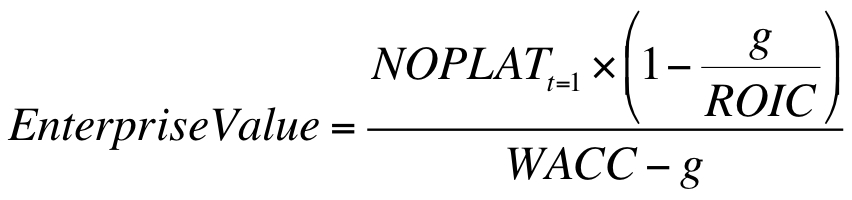 EnterpriseValue = NOPLAT_{t=1} × (1 − g / ROIC) / WACC − g